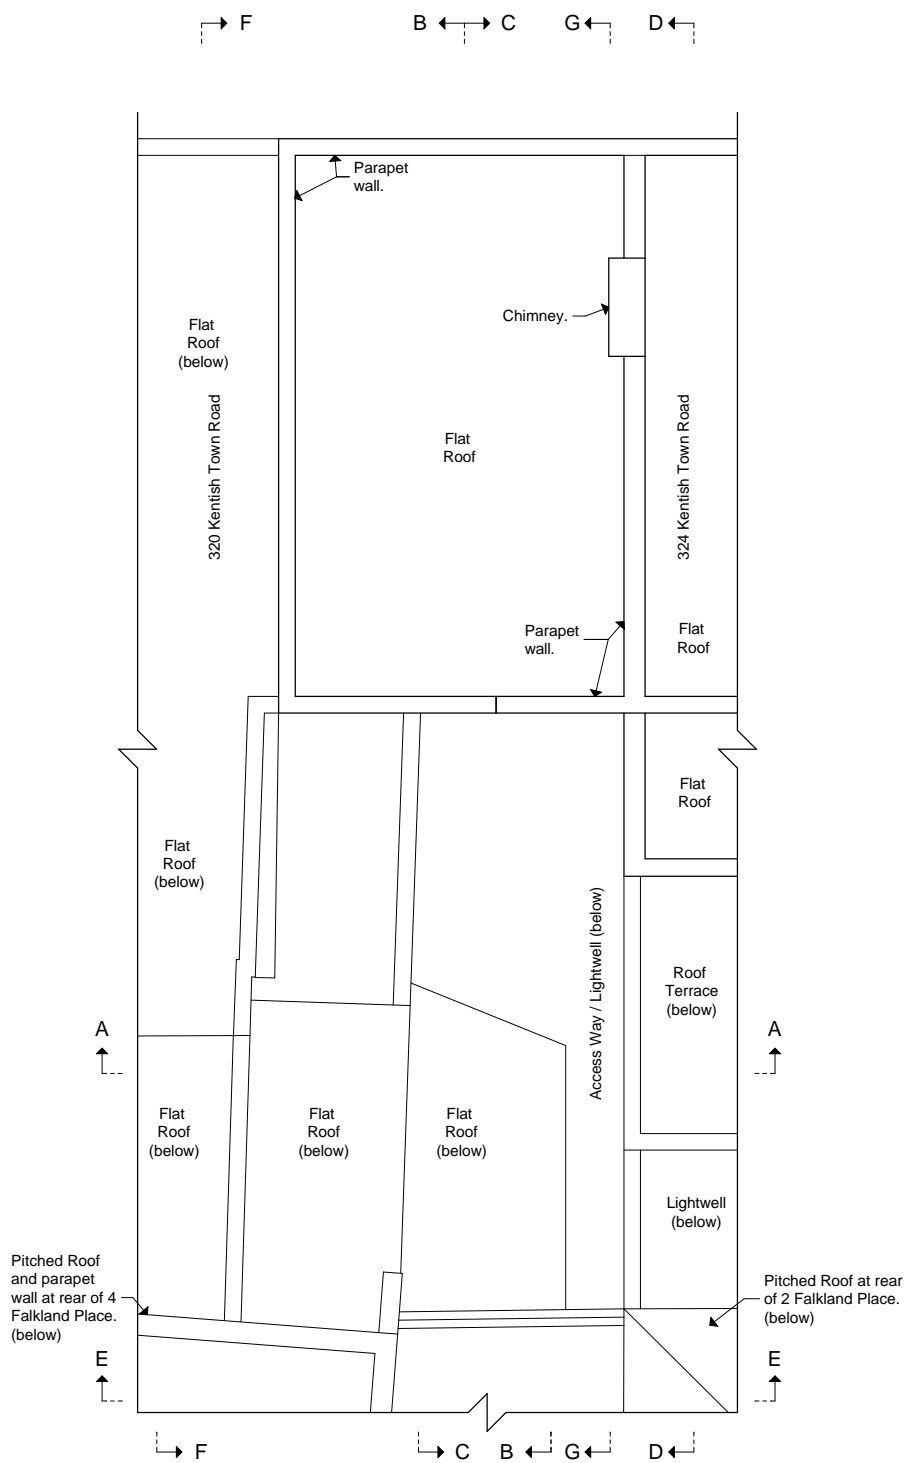 F
B
C
G
D
Parapet
wall.
Chimney.
Flat
Roof
(below)
320 Kentish Town Road
Flat
Roof
324 Kentish Town Road
Parapet
wall.
Flat
Roof
Flat
Roof
Flat
Roof
(below)
Access Way / Lightwell (below)
Roof
Terrace
(below)
A
A
Flat
Roof
(below)
Flat
Roof
(below)
Flat
Roof
(below)
Lightwell
(below)
Pitched Roof
and parapet
wall at rear of 4
Falkland Place.
(below)
Pitched Roof at rear
of 2 Falkland Place.
(below)
E
E
F
C
B
G
D